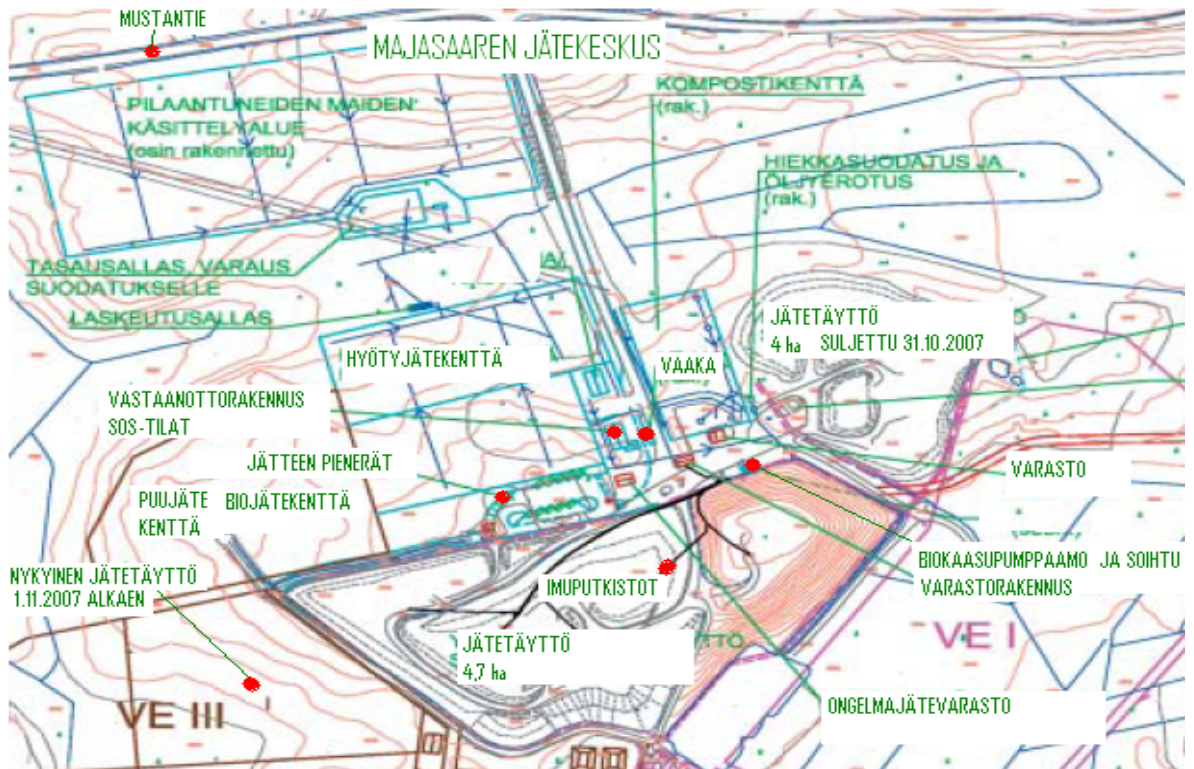 MUSTANTIE
MAJASAAREN JÄTEKESKUS
PILAANTUNEIDEN MAIDEN
KÄSITTELYALUE
(osin rakennettu)
KOMPOSTIKENTTÄ
(rak.)
HIEKKASUODATUS JA
ÖLJYEROTUS
(rak.)
TASAUSALLAS, VARAUS
SUODATUKSELLE
LASKEUTUSALLAS
JÄTETÄYTTÖ
4 ha SULJETTU 31.10.2007
HYÖTYJÄTEKENTTÄ
VAAKA
VASTAANOTTORAKENNUS
SOS-TILAT
JÄTTEEN PIENERÄT
VARASTO
PUUJÄTE
KENTTÄ
BIOJÄTEKENTTÄ
BIOKAASUPUMPPAAMO JA SOIHTU
VARASTORAKENNUS
NYKYINEN JÄTETÄYTTÖ
1.11.2007 ALKAEN
IMUPUTKISTOT
JÄTETÄYTTÖ
4,7 ha
VE I
ONGELMAJÄTEVARASTO
VE III